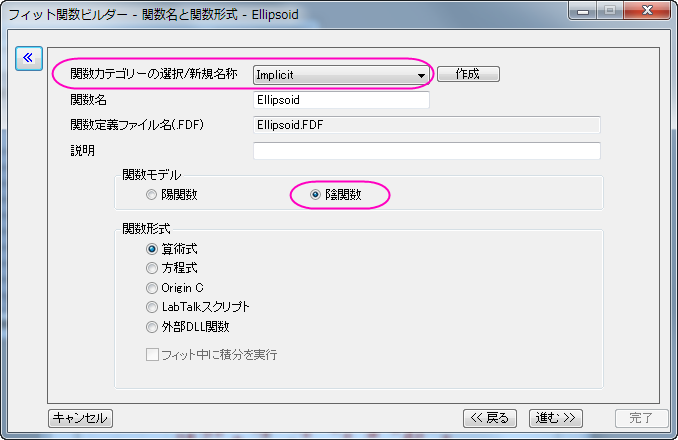 フィット関数ビルダー - 関数名と関数形式 - Ellipsoid
関数カテゴリーの選択/新規名称 Implicit 作成
関数名 Ellipsoid
関数定義ファイル名(.FDF) Ellipsoid.FDF
説明
関数モデル
陽関数 陰関数
関数形式
算術式
方程式
Origin C
LabTalkスクリプト
外部DLL関数
フィット中に積分を実行
キャンセル << 戻る 進む >> 完了